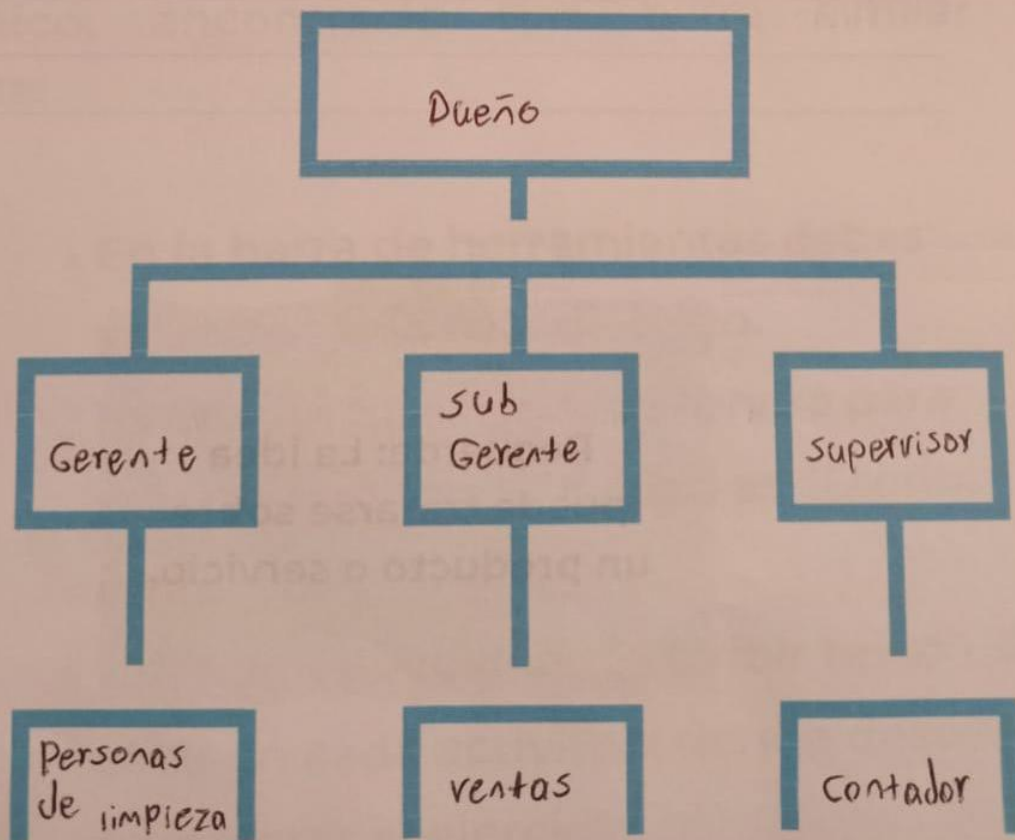 Dueño
Gerente
sub
Gerente
supervisor
Personas
de limpieza
ventas
Contador